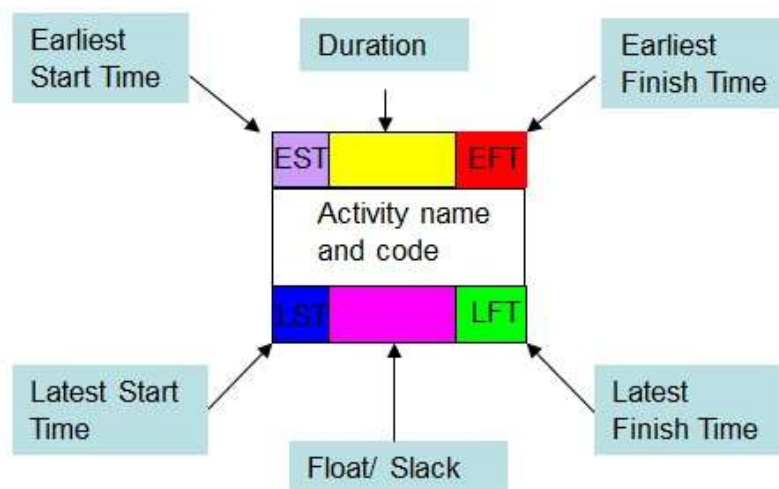 Earliest
Start Time
Duration
Earliest
Finish Time
EST
EFT
Activity name
and code
LST
LFT
Latest Start
Time
Float/ Slack
Latest
Finish Time